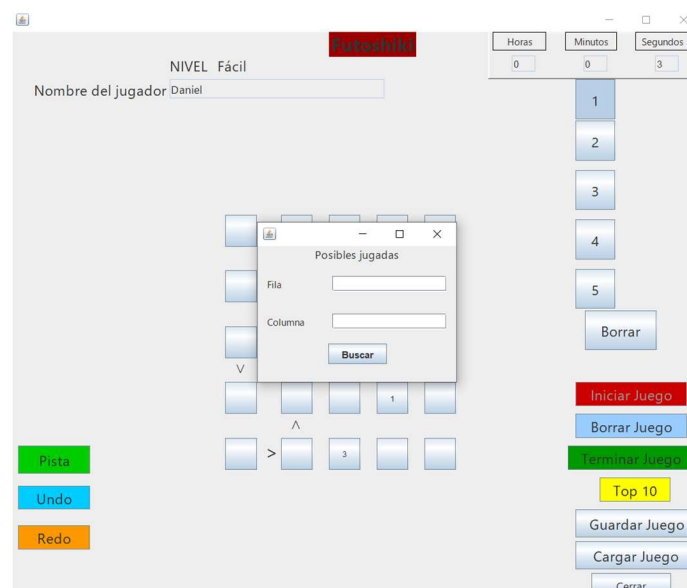 Futoshiki
Horas
Minutos
Segundos
0
0
3
NIVEL Fácil
Nombre del jugador Daniel
1
2
3
4
5
Borrar
Posibles jugadas
Fila
Columna
Buscar
V
1
Λ
> 3
Iniciar Juego
Borrar Juego
Terminar Juego
Top 10
Guardar Juego
Cargar Juego
Cerrar
Pista
Undo
Redo